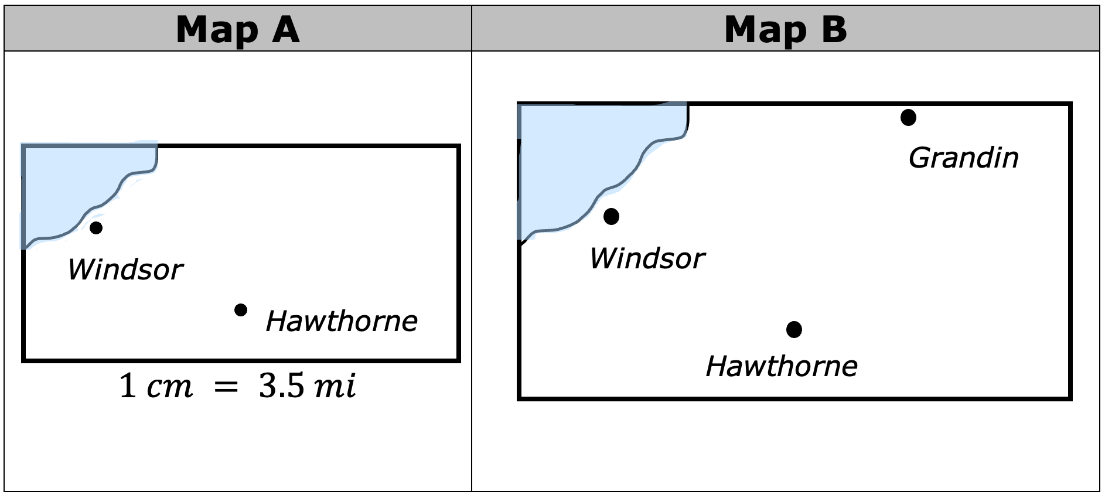 Map A
Windsor
Hawthorne
1 cm = 3.5 mi
Map B
Grandin
Windsor
Hawthorne